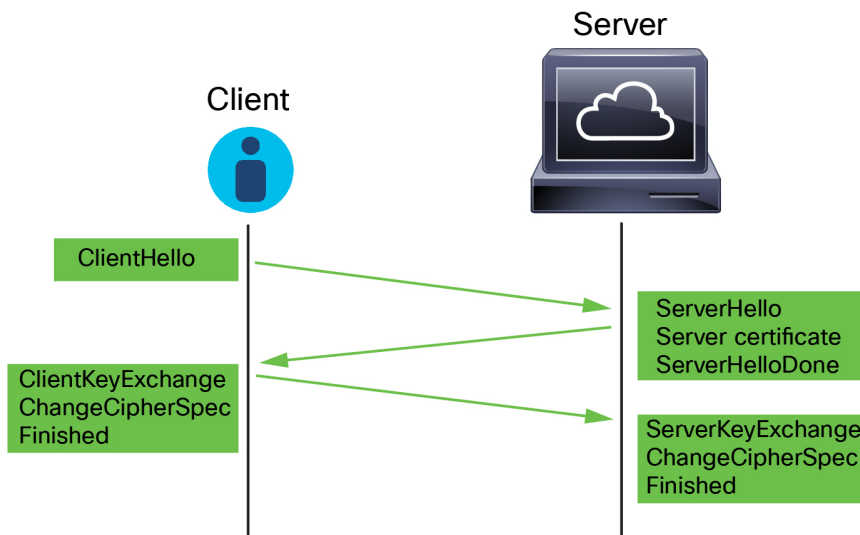 Server
Client
ClientHello
ServerHello
Server certificate
ServerHelloDone
ClientKeyExchange
ChangeCipherSpec
Finished
ServerKeyExchange
ChangeCipherSpec
Finished